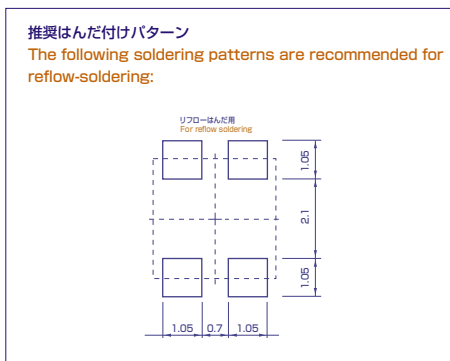 推奨はんだ付けパターン
The following soldering patterns are recommended for
reflow-soldering:
リフローはんだ用
For reflow soldering
1.05
2.1
1.05
1.05 0.7 1.05